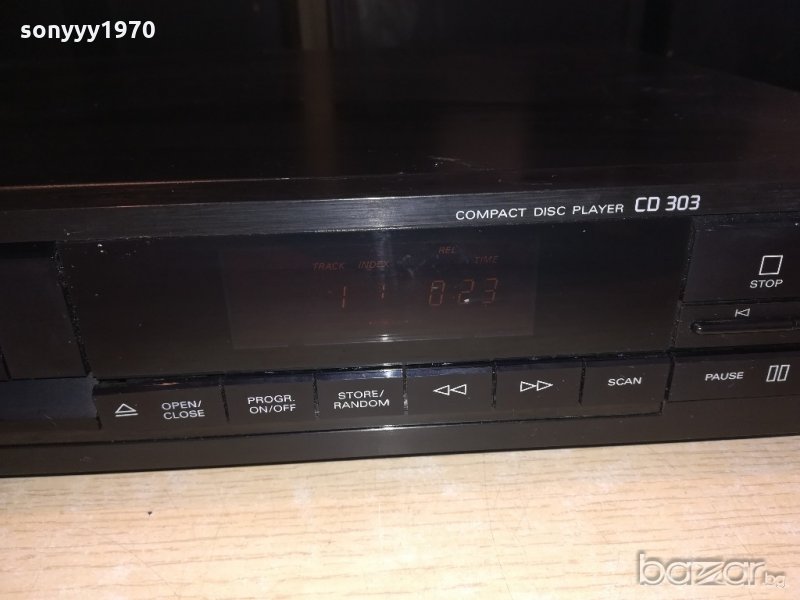 sonyyy1970
COMPACT DISC PLAYER CD 303
REL
TRACK INDEX TIME
1 1 0:23
STOP
OPEN/
CLOSE
PROGR.
ON/OFF
STORE/
RANDOM
SCAN
PAUSE
bazar.bg